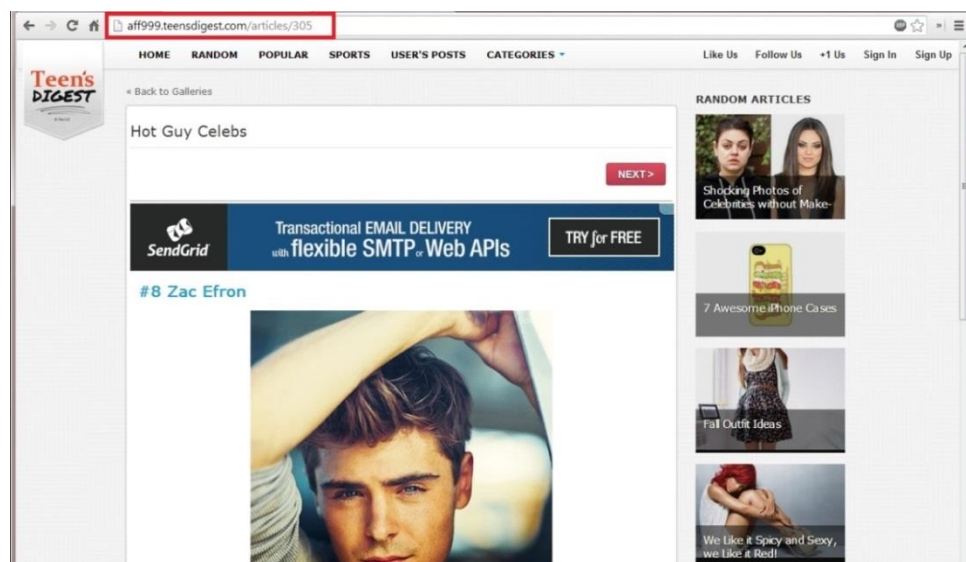 aff999.teensdigest.com/articles/305
HOME RANDOM POPULAR SPORTS USER'S POSTS CATEGORIES
Like Us Follow Us +1 Us Sign In Sign Up
Teen's
DIGEST
« Back to Galleries
Hot Guy Celebs
NEXT >
SendGrid
Transactional EMAIL DELIVERY
with flexible SMTP or Web APIs
TRY for FREE
#8 Zac Efron
RANDOM ARTICLES
Shocking Photos of
Celebrities without Make-
7 Awesome iPhone Cases
Fall Outfit Ideas
We Like it Spicy and Sexy,
we Like it Red!